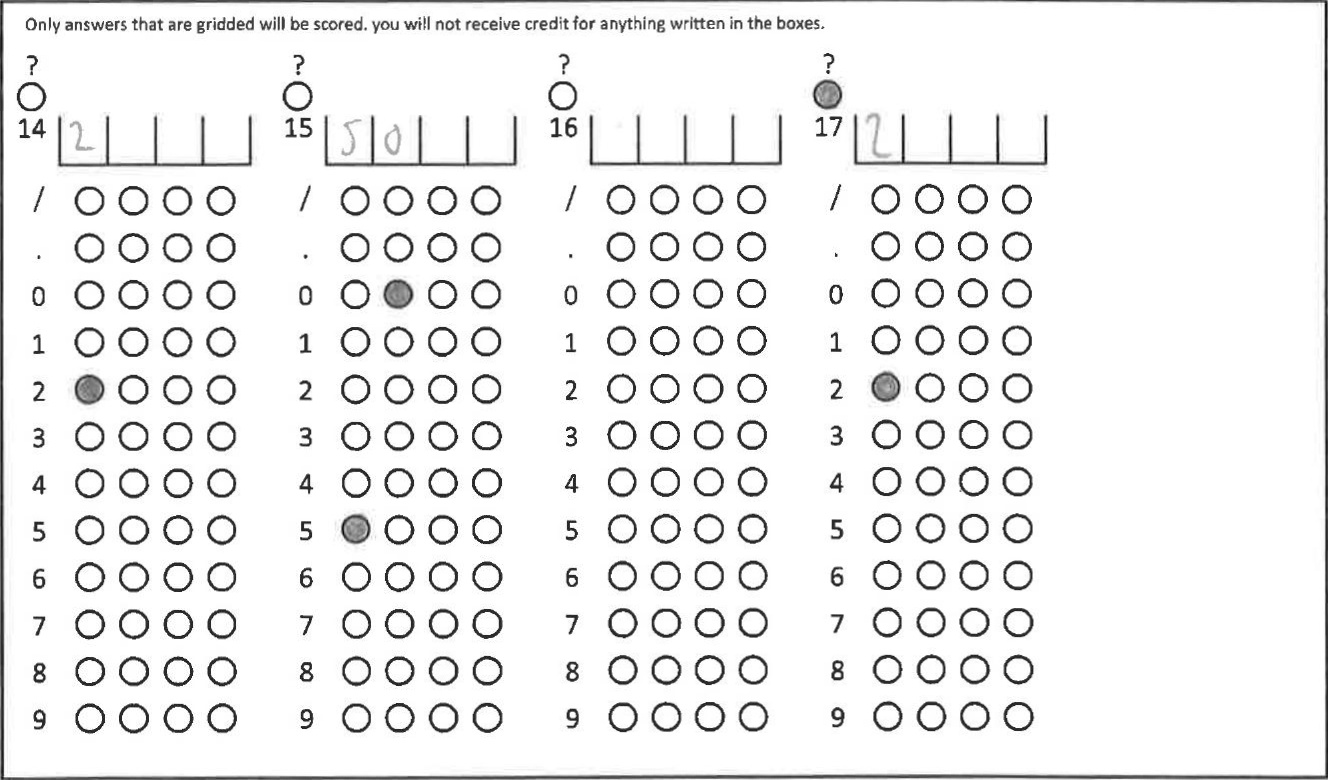 Only answers that are gridded will be scored. you will not receive credit for anything written in the boxes.
? ? ? ?
14 2 15 5 0 16 17 2
/ / / /
. . . .
0 0 0 0
1 1 1 1
2 2 2 2
3 3 3 3
4 4 4 4
5 5 5 5
6 6 6 6
7 7 7 7
8 8 8 8
9 9 9 9